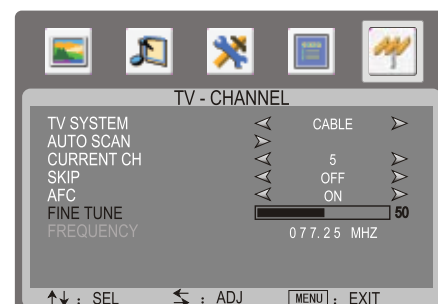 TV - CHANNEL
TV SYSTEM CABLE
AUTO SCAN
CURRENT CH 5
SKIP OFF
AFC ON
FINE TUNE 50
FREQUENCY 077.25 MHZ
SEL : ADJ MENU : EXIT